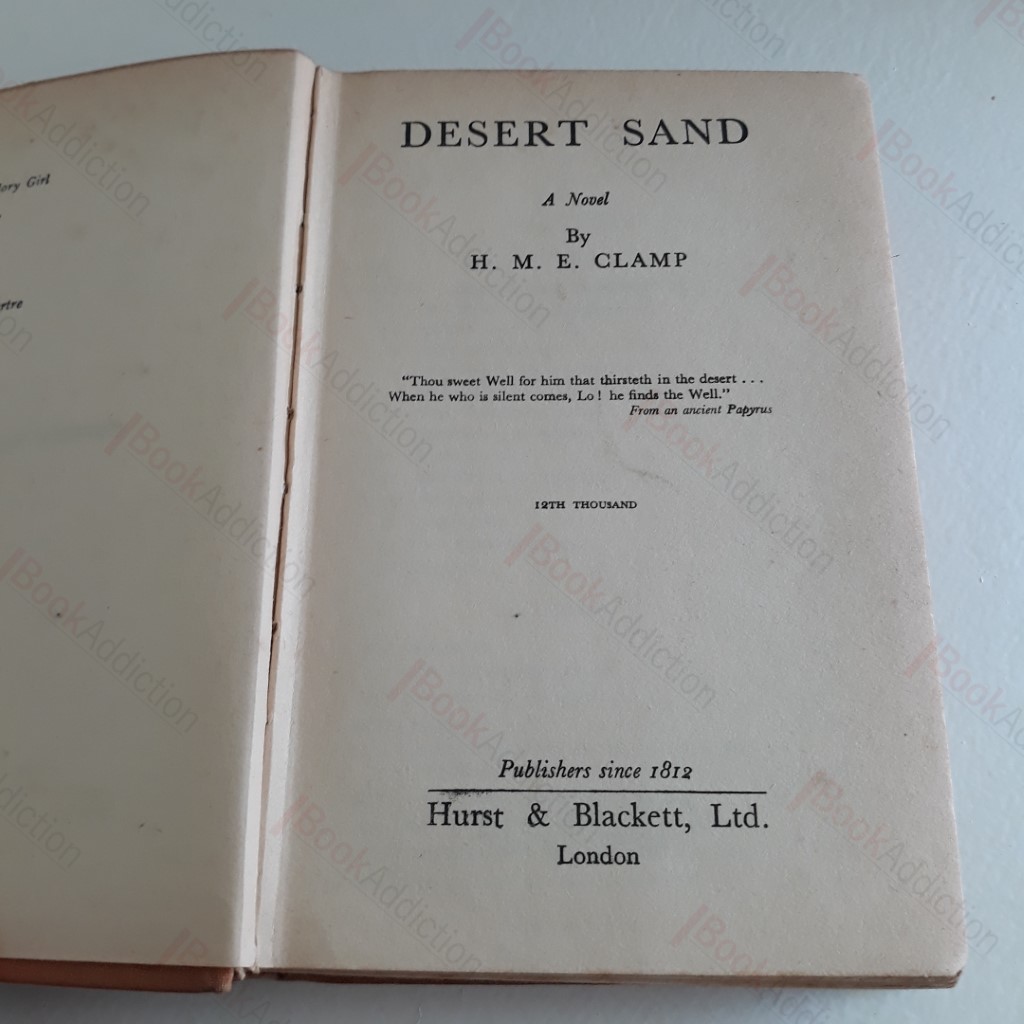 Girl
DESERT SAND
A Novel
By
H. M. E. CLAMP
"Thou sweet Well for him that thirsteth in the desert . . .
When he who is silent comes, Lo! he finds the Well."
From an ancient Papyrus
12TH THOUSAND
Publishers since 1812
Hurst & Blackett, Ltd.
London
BookAddiction